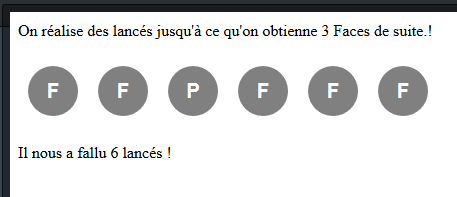 On réalise des lancés jusqu'à ce qu'on obtienne 3 Faces de suite.!
F F P F F F
Il nous a fallu 6 lancés !